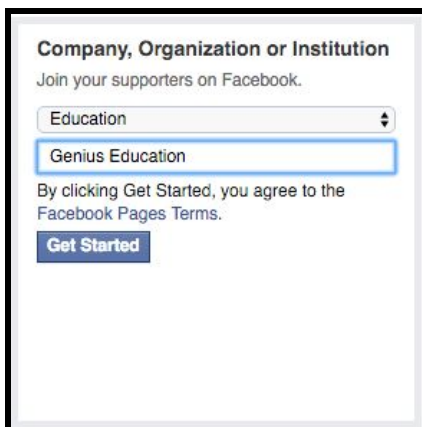 Company, Organization or Institution
Join your supporters on Facebook.
Education
Genius Education
By clicking Get Started, you agree to the
Facebook Pages Terms.
Get Started